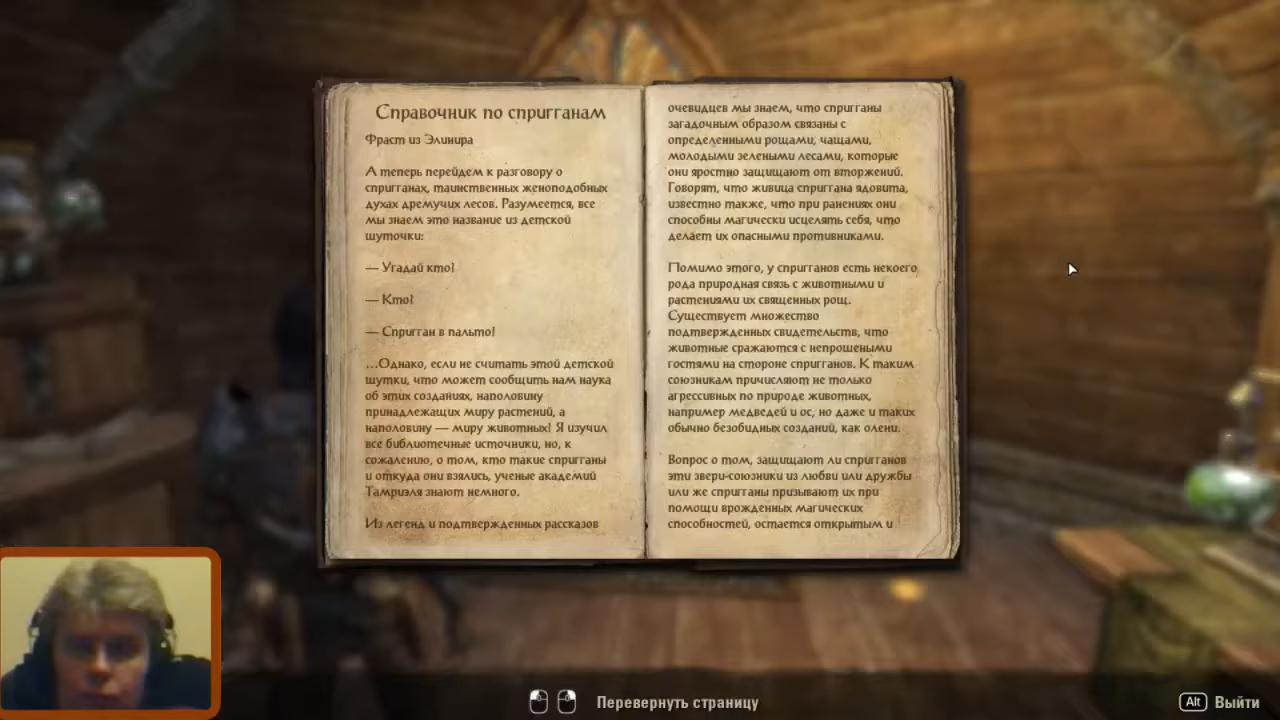 Справочник по спригганам
Фраст из Элинира
А теперь перейдем к разговору о
спригганах, таинственных женоподобных
духах дремучих лесов. Разумеется, все
мы знаем это название из детской
шуточки:
— Угадай кто?
— Кто?
— Спригган в пальто!
...Однако, если не считать этой детской
шутки, что может сообщить нам наука
об этих созданиях, наполовину
принадлежащих миру растений, а
наполовину — миру животных? Я изучил
все библиотечные источники, но, к
сожалению, о том, кто такие спригганы
и откуда они взялись, ученые академий
Тамриэля знают немного.
Из легенд и подтвержденных рассказов
очевидцев мы знаем, что спригганы
загадочным образом связаны с
определенными рощами, чащами,
молодыми зелеными лесами, которые
они яростно защищают от вторжений.
Говорят, что живица сприггана ядовита,
известно также, что при ранениях они
способны магически исцелять себя, что
делает их опасными противниками.
Помимо этого, у спригганов есть некоего
рода природная связь с животными и
растениями их священных рощ.
Существует множество
подтвержденных свидетельств, что
животные сражаются с непрошеными
гостями на стороне спригганов. К таким
союзникам причисляют не только
агрессивных по природе животных,
например медведей и ос, но даже и таких
обычно безобидных созданий, как олени.
Вопрос о том, защищают ли спригганов
эти звери-союзники из любви или дружбы
или же спригганы призывают их при
помощи врожденных магических
способностей, остается открытым и
Перевернуть страницу
Alt Выйти